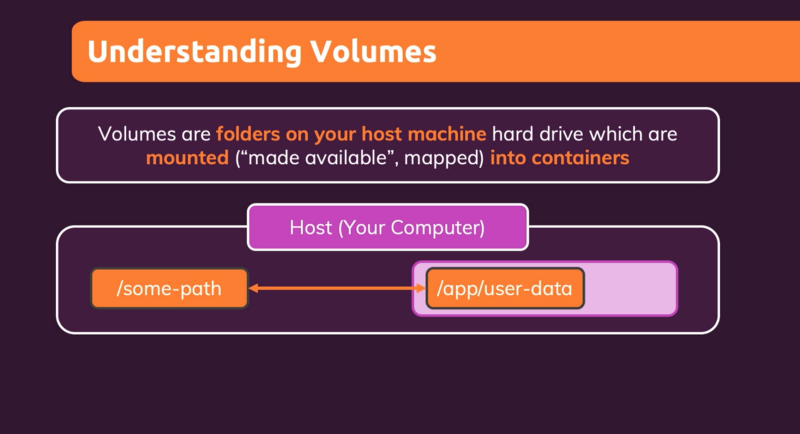 Understanding Volumes
Volumes are folders on your host machine hard drive which are
mounted (“made available”, mapped) into containers
Host (Your Computer)
/some-path
/app/user-data